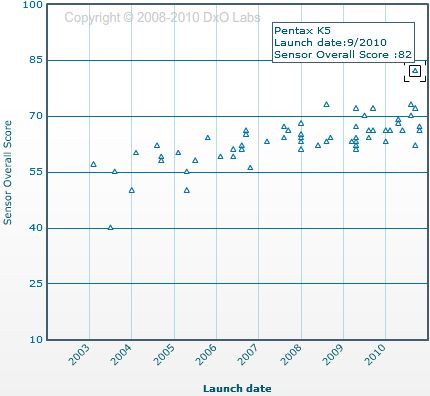 Copyright © 2008-2010 DxO Labs
Pentax K5
Launch date:9/2010
Sensor Overall Score :82
100
85
70
55
40
25
10
Sensor Overall Score
2003
2004
2005
2006
2007
2008
2009
2010
Launch date